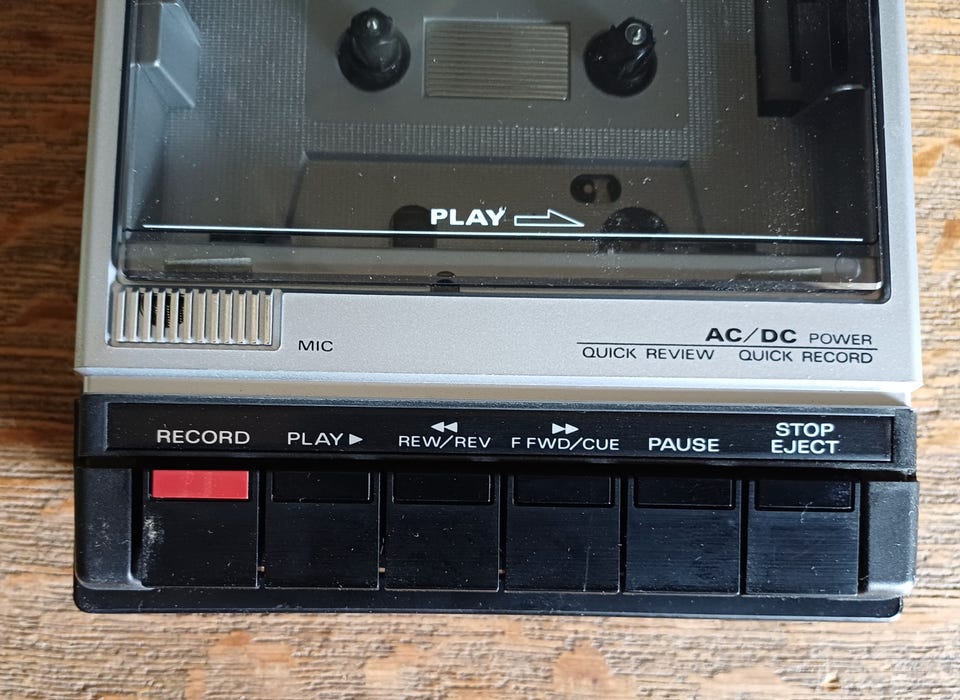 PLAY
MIC
AC/DC POWER
QUICK REVIEW QUICK RECORD
RECORD
PLAY ▶
◀◀
REW/REV
▶▶
F FWD/CUE
PAUSE
STOP
EJECT